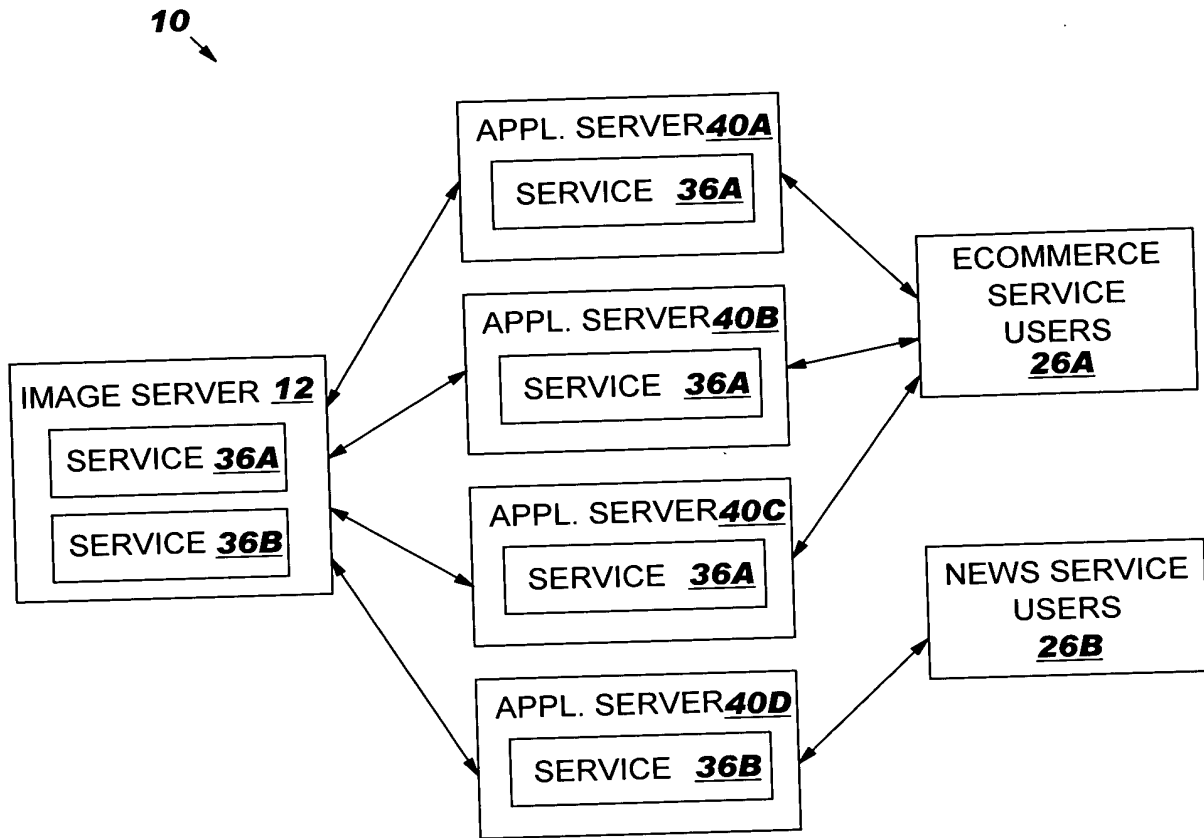 10
APPL. SERVER 40A
SERVICE 36A
APPL. SERVER 40B
SERVICE 36A
APPL. SERVER 40C
SERVICE 36A
APPL. SERVER 40D
SERVICE 36B
IMAGE SERVER 12
SERVICE 36A
SERVICE 36B
ECOMMERCE
SERVICE
USERS
26A
NEWS SERVICE
USERS
26B